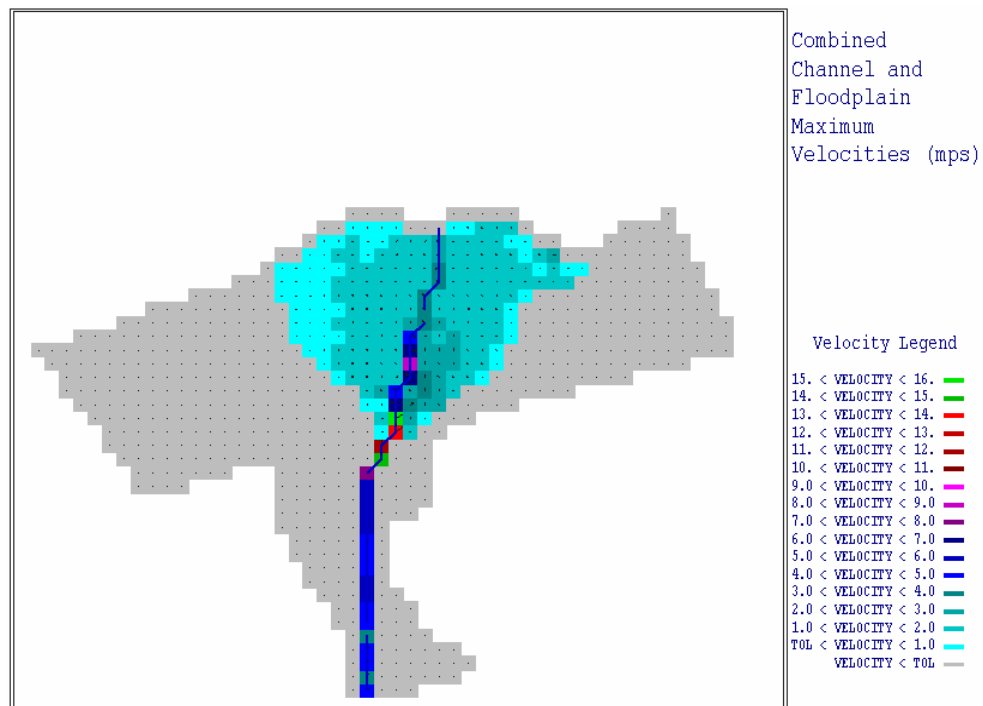 Combined
Channel and
Floodplain
Maximum
Velocities (mps)
Velocity Legend
15. < VELOCITY < 16.
14. < VELOCITY < 15.
13. < VELOCITY < 14.
12. < VELOCITY < 13.
11. < VELOCITY < 12.
10. < VELOCITY < 11.
9.0 < VELOCITY < 10.
8.0 < VELOCITY < 9.0
7.0 < VELOCITY < 8.0
6.0 < VELOCITY < 7.0
5.0 < VELOCITY < 6.0
4.0 < VELOCITY < 5.0
3.0 < VELOCITY < 4.0
2.0 < VELOCITY < 3.0
1.0 < VELOCITY < 2.0
TOL < VELOCITY < 1.0
VELOCITY < TOL